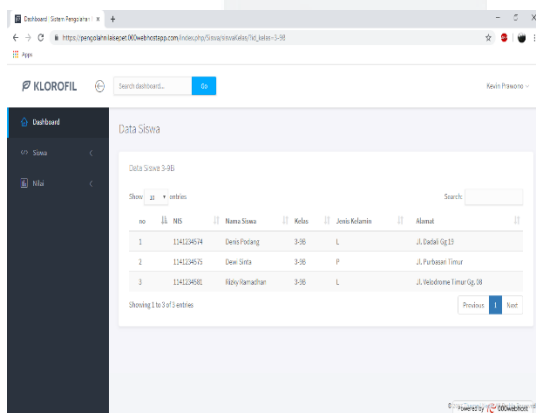 Dashboard | Sistem Pengolahan
https://pengolahnilaisepet.000webhostapp.com/index.php/Siswa/siswaKelas/?id_kelas=3-9B
Apps
KLOROFIL
Search dashboard...
Go
Kevin Prawono
Dashboard
Siswa
Nilai
Data Siswa
Data Siswa 3-9B
Show 10 entries
Search:
no NIS Nama Siswa Kelas Jenis Kelamin Alamat
1 1141234574 Denis Podang 3-9B L Jl. Dadali Gg 13
2 1141234575 Dewi Sinta 3-9B P Jl. Purbasari Timur
3 1141234581 Rizky Ramadhan 3-9B L Jl. Velodrome Timur Gg. 08
Showing 1 to 3 of 3 entries
Previous 1 Next
Powered by 000webhost